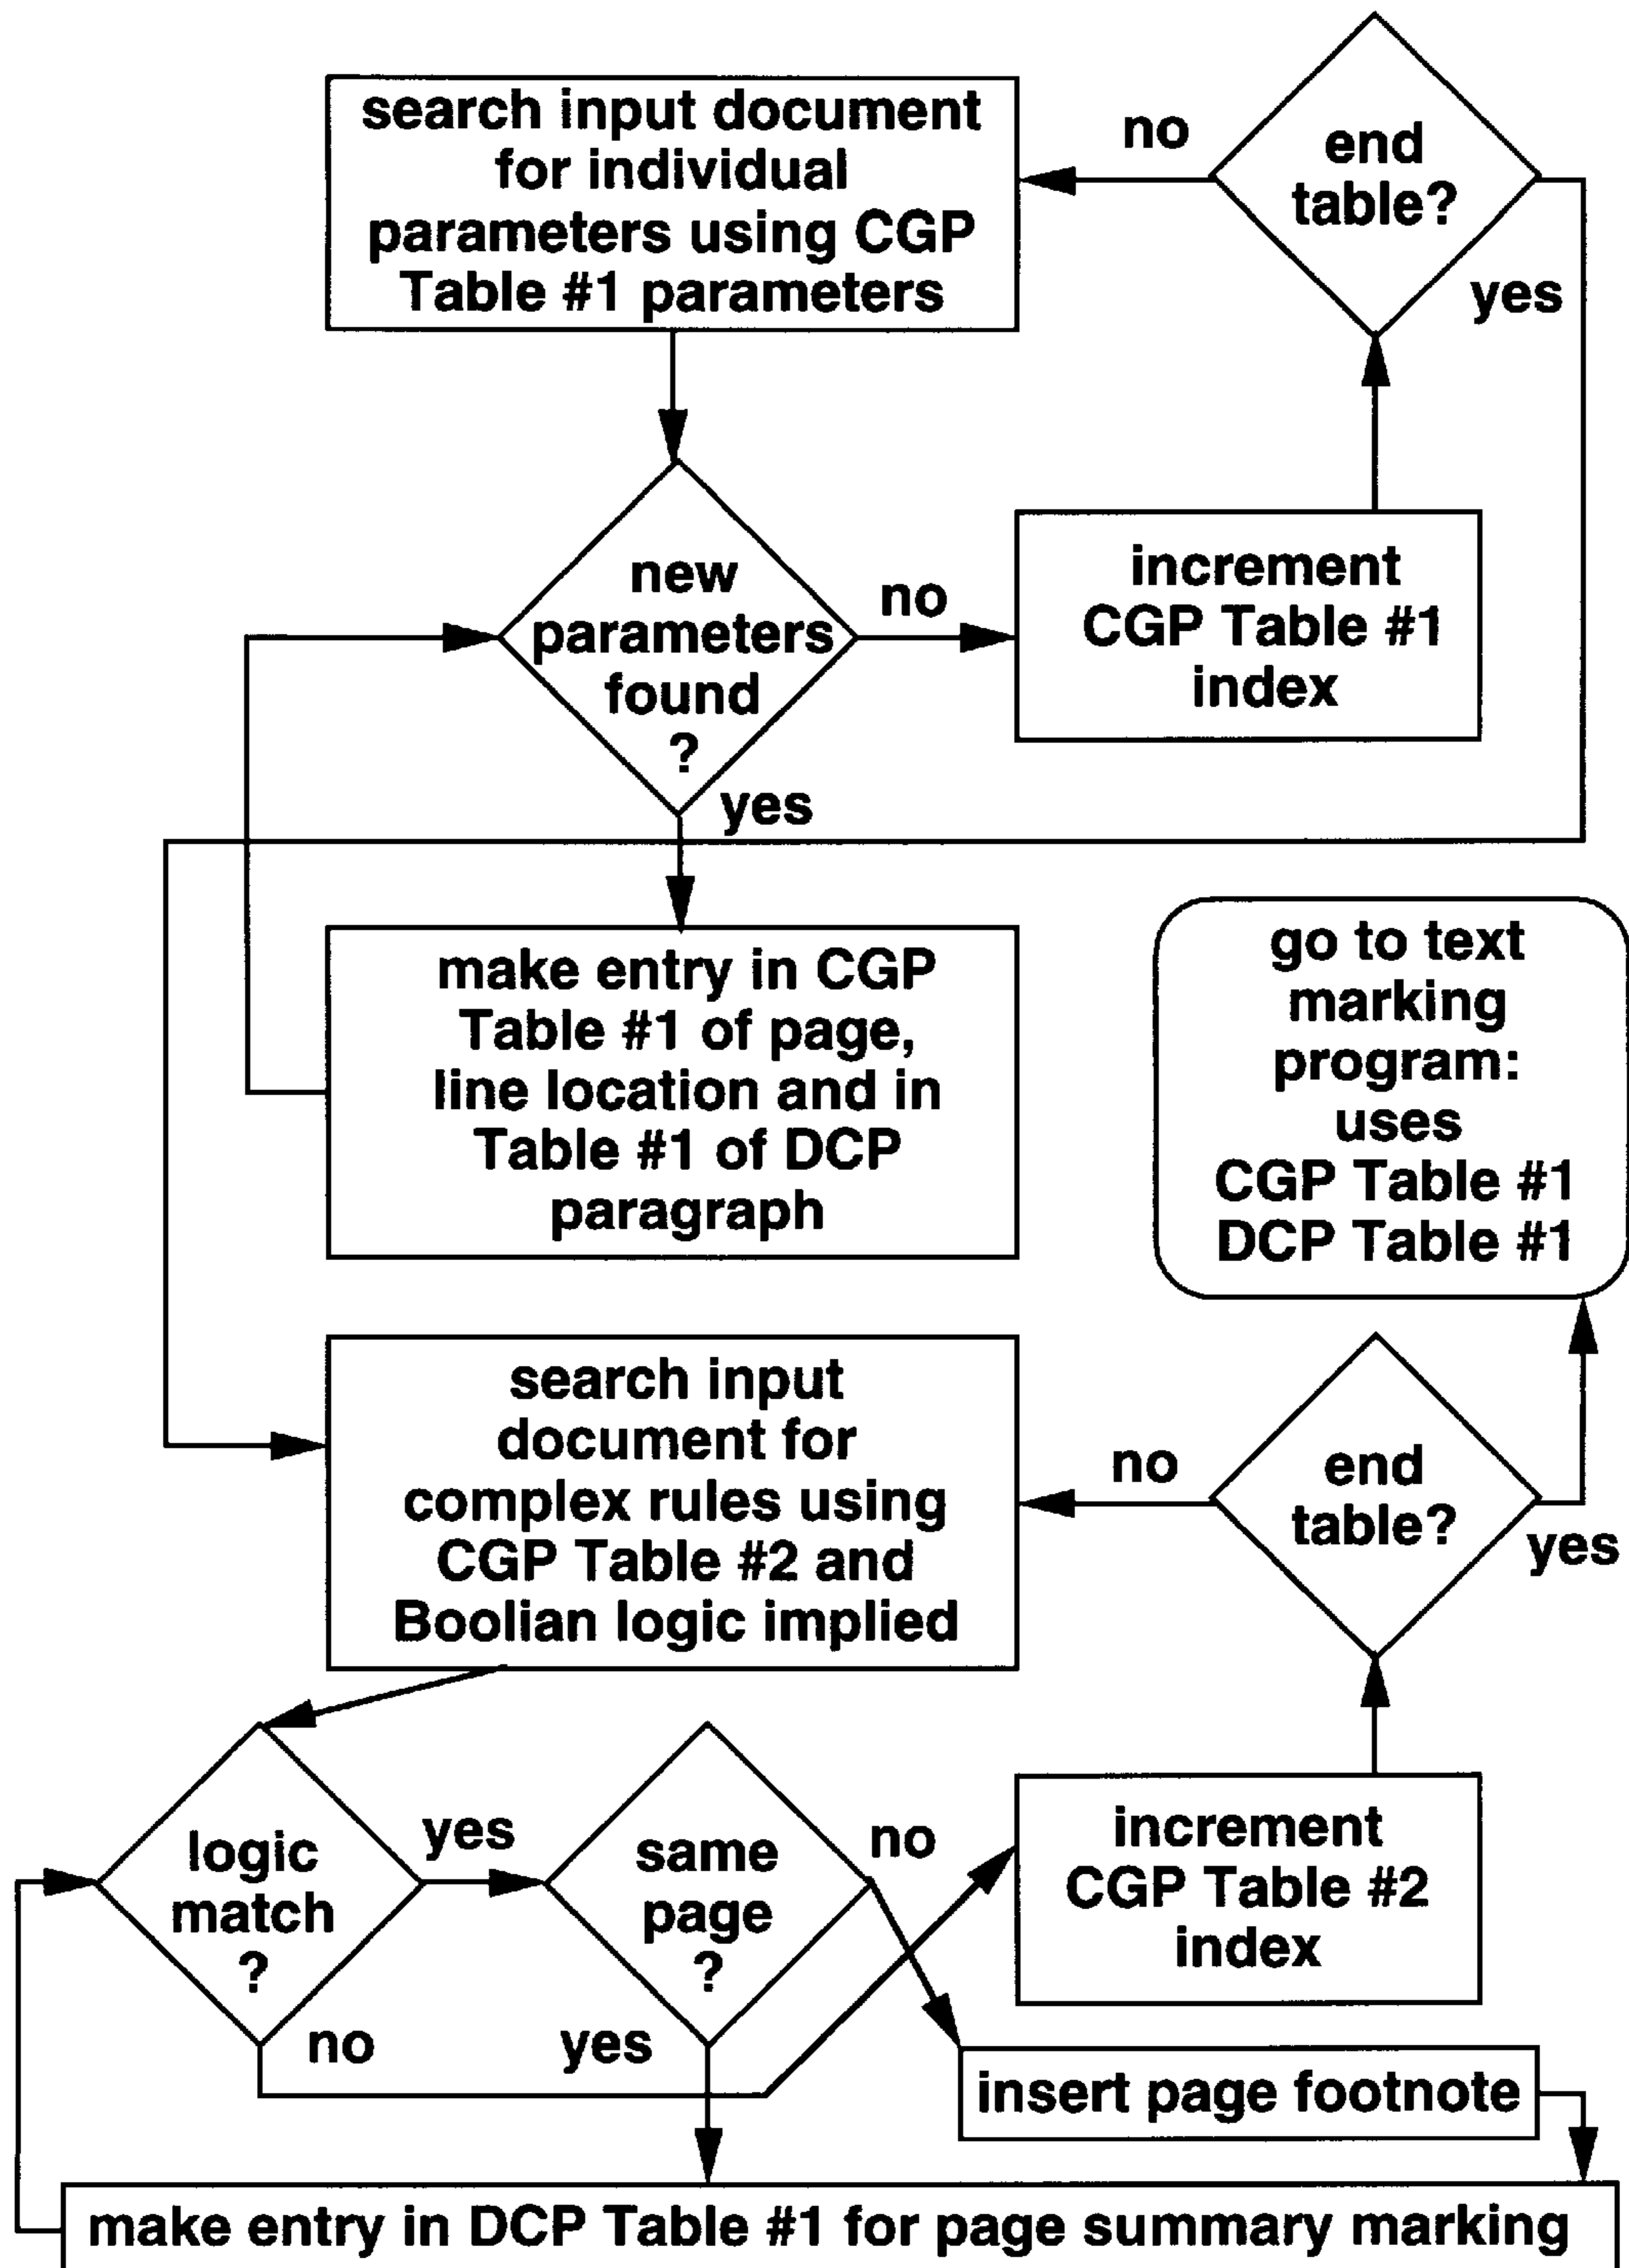 search input document
for individual
parameters using CGP
Table #1 parameters
no
end
table?
yes
new
parameters
found
?
no
increment
CGP Table #1
index
yes
make entry in CGP
Table #1 of page,
line location and in
Table #1 of DCP
paragraph
go to text
marking
program:
uses
CGP Table #1
DCP Table #1
search input
document for
complex rules using
CGP Table #2 and
Boolian logic implied
no
end
table?
yes
logic
match
?
yes
same
page
?
no
increment
CGP Table #2
index
no
yes
insert page footnote
make entry in DCP Table #1 for page summary marking